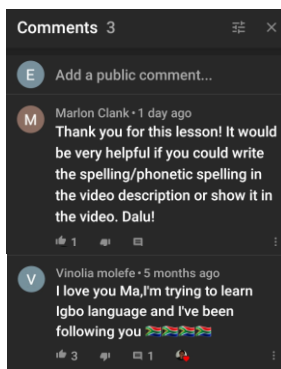 Comments 3
E Add a public comment...
M Marlon Clank • 1 day ago
Thank you for this lesson! It would
be very helpful if you could write
the spelling/phonetic spelling in
the video description or show it in
the video. Dalu!
1
V Vinolia molefe • 5 months ago
I love you Ma,I'm trying to learn
Igbo language and I've been
following you 🇿🇦🇿🇦🇿🇦🇿🇦
3 1